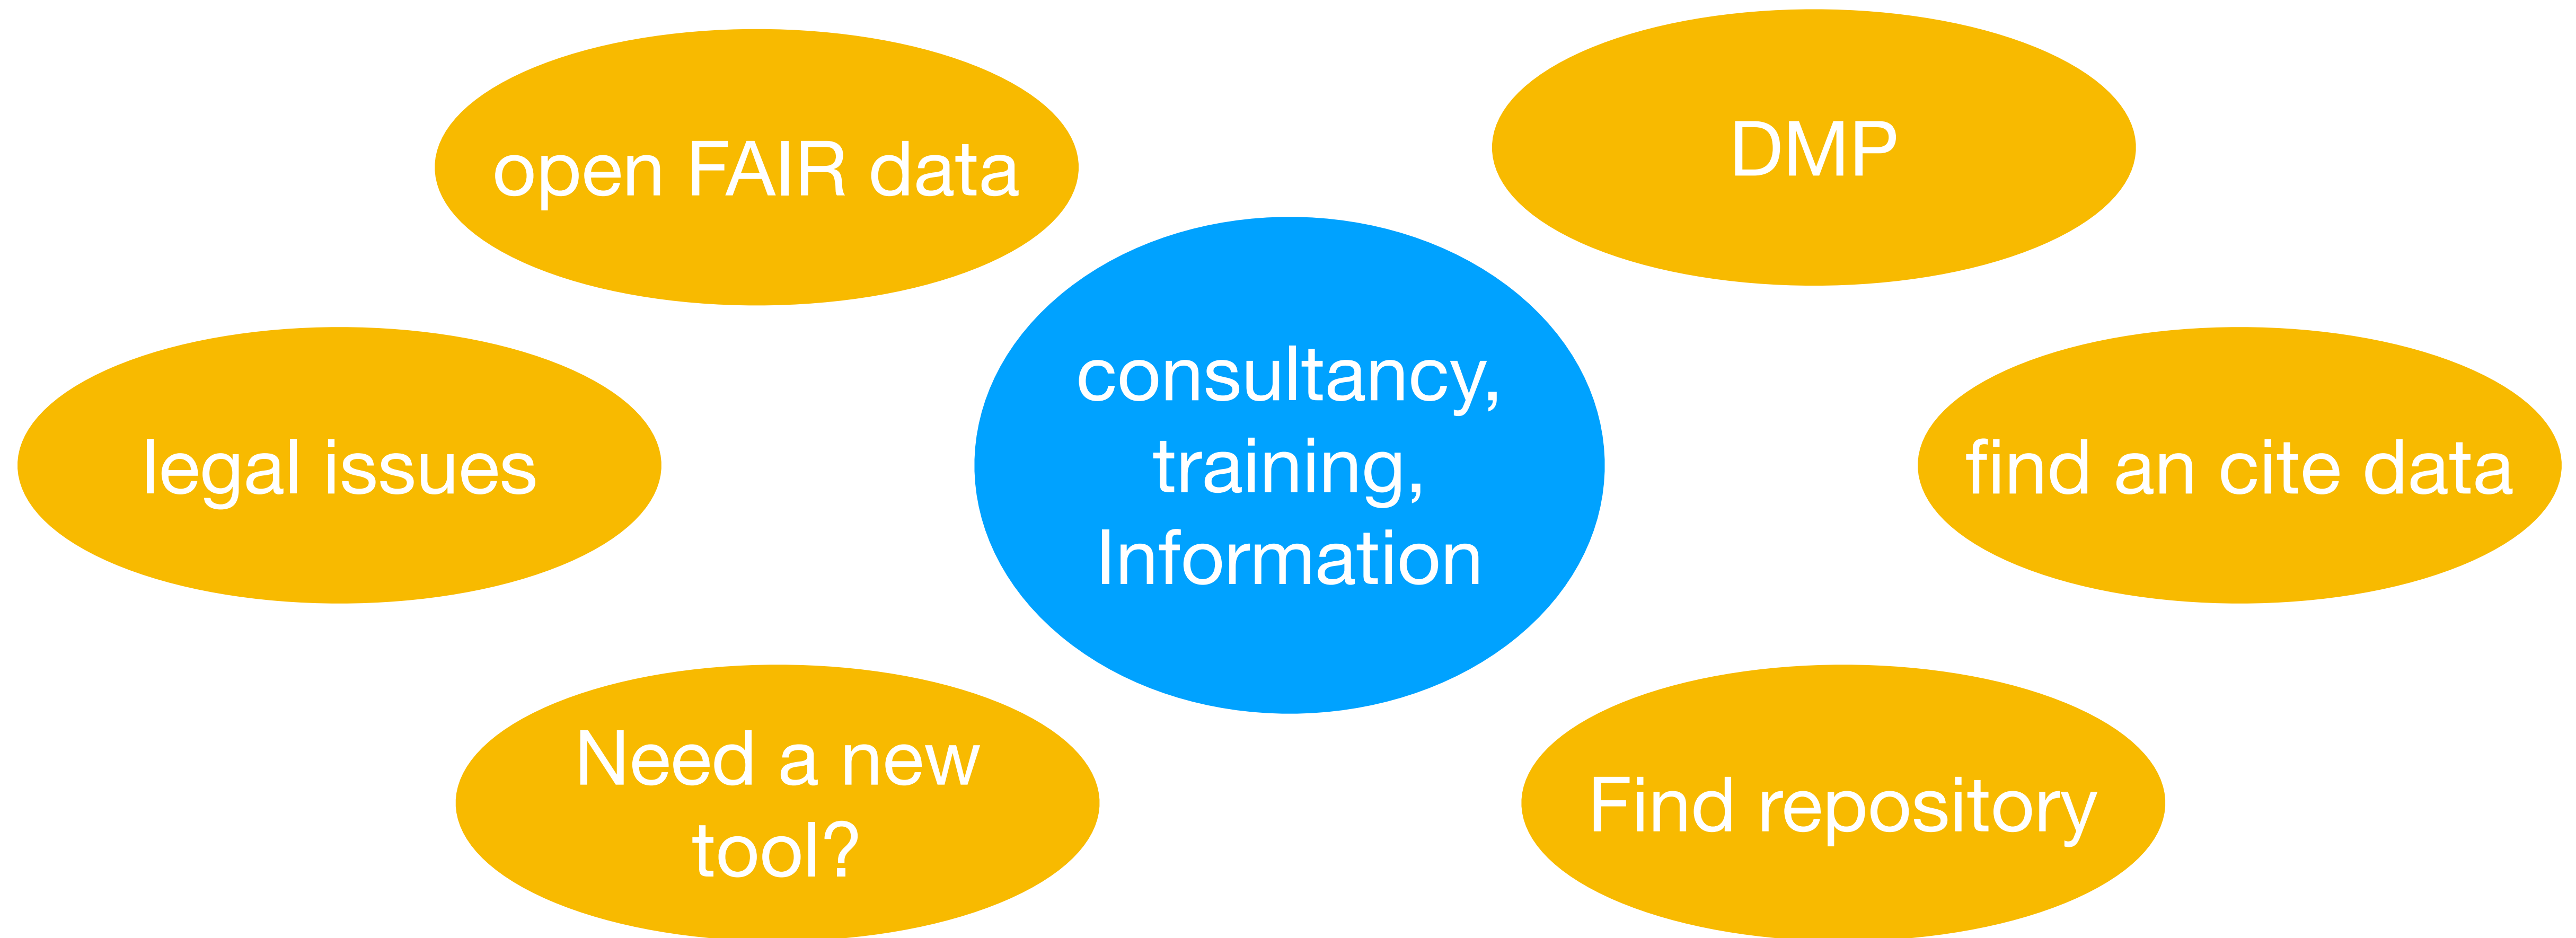 open FAIR data
DMP
consultancy,
training,
Information
legal issues
find an cite data
Need a new
tool?
Find repository